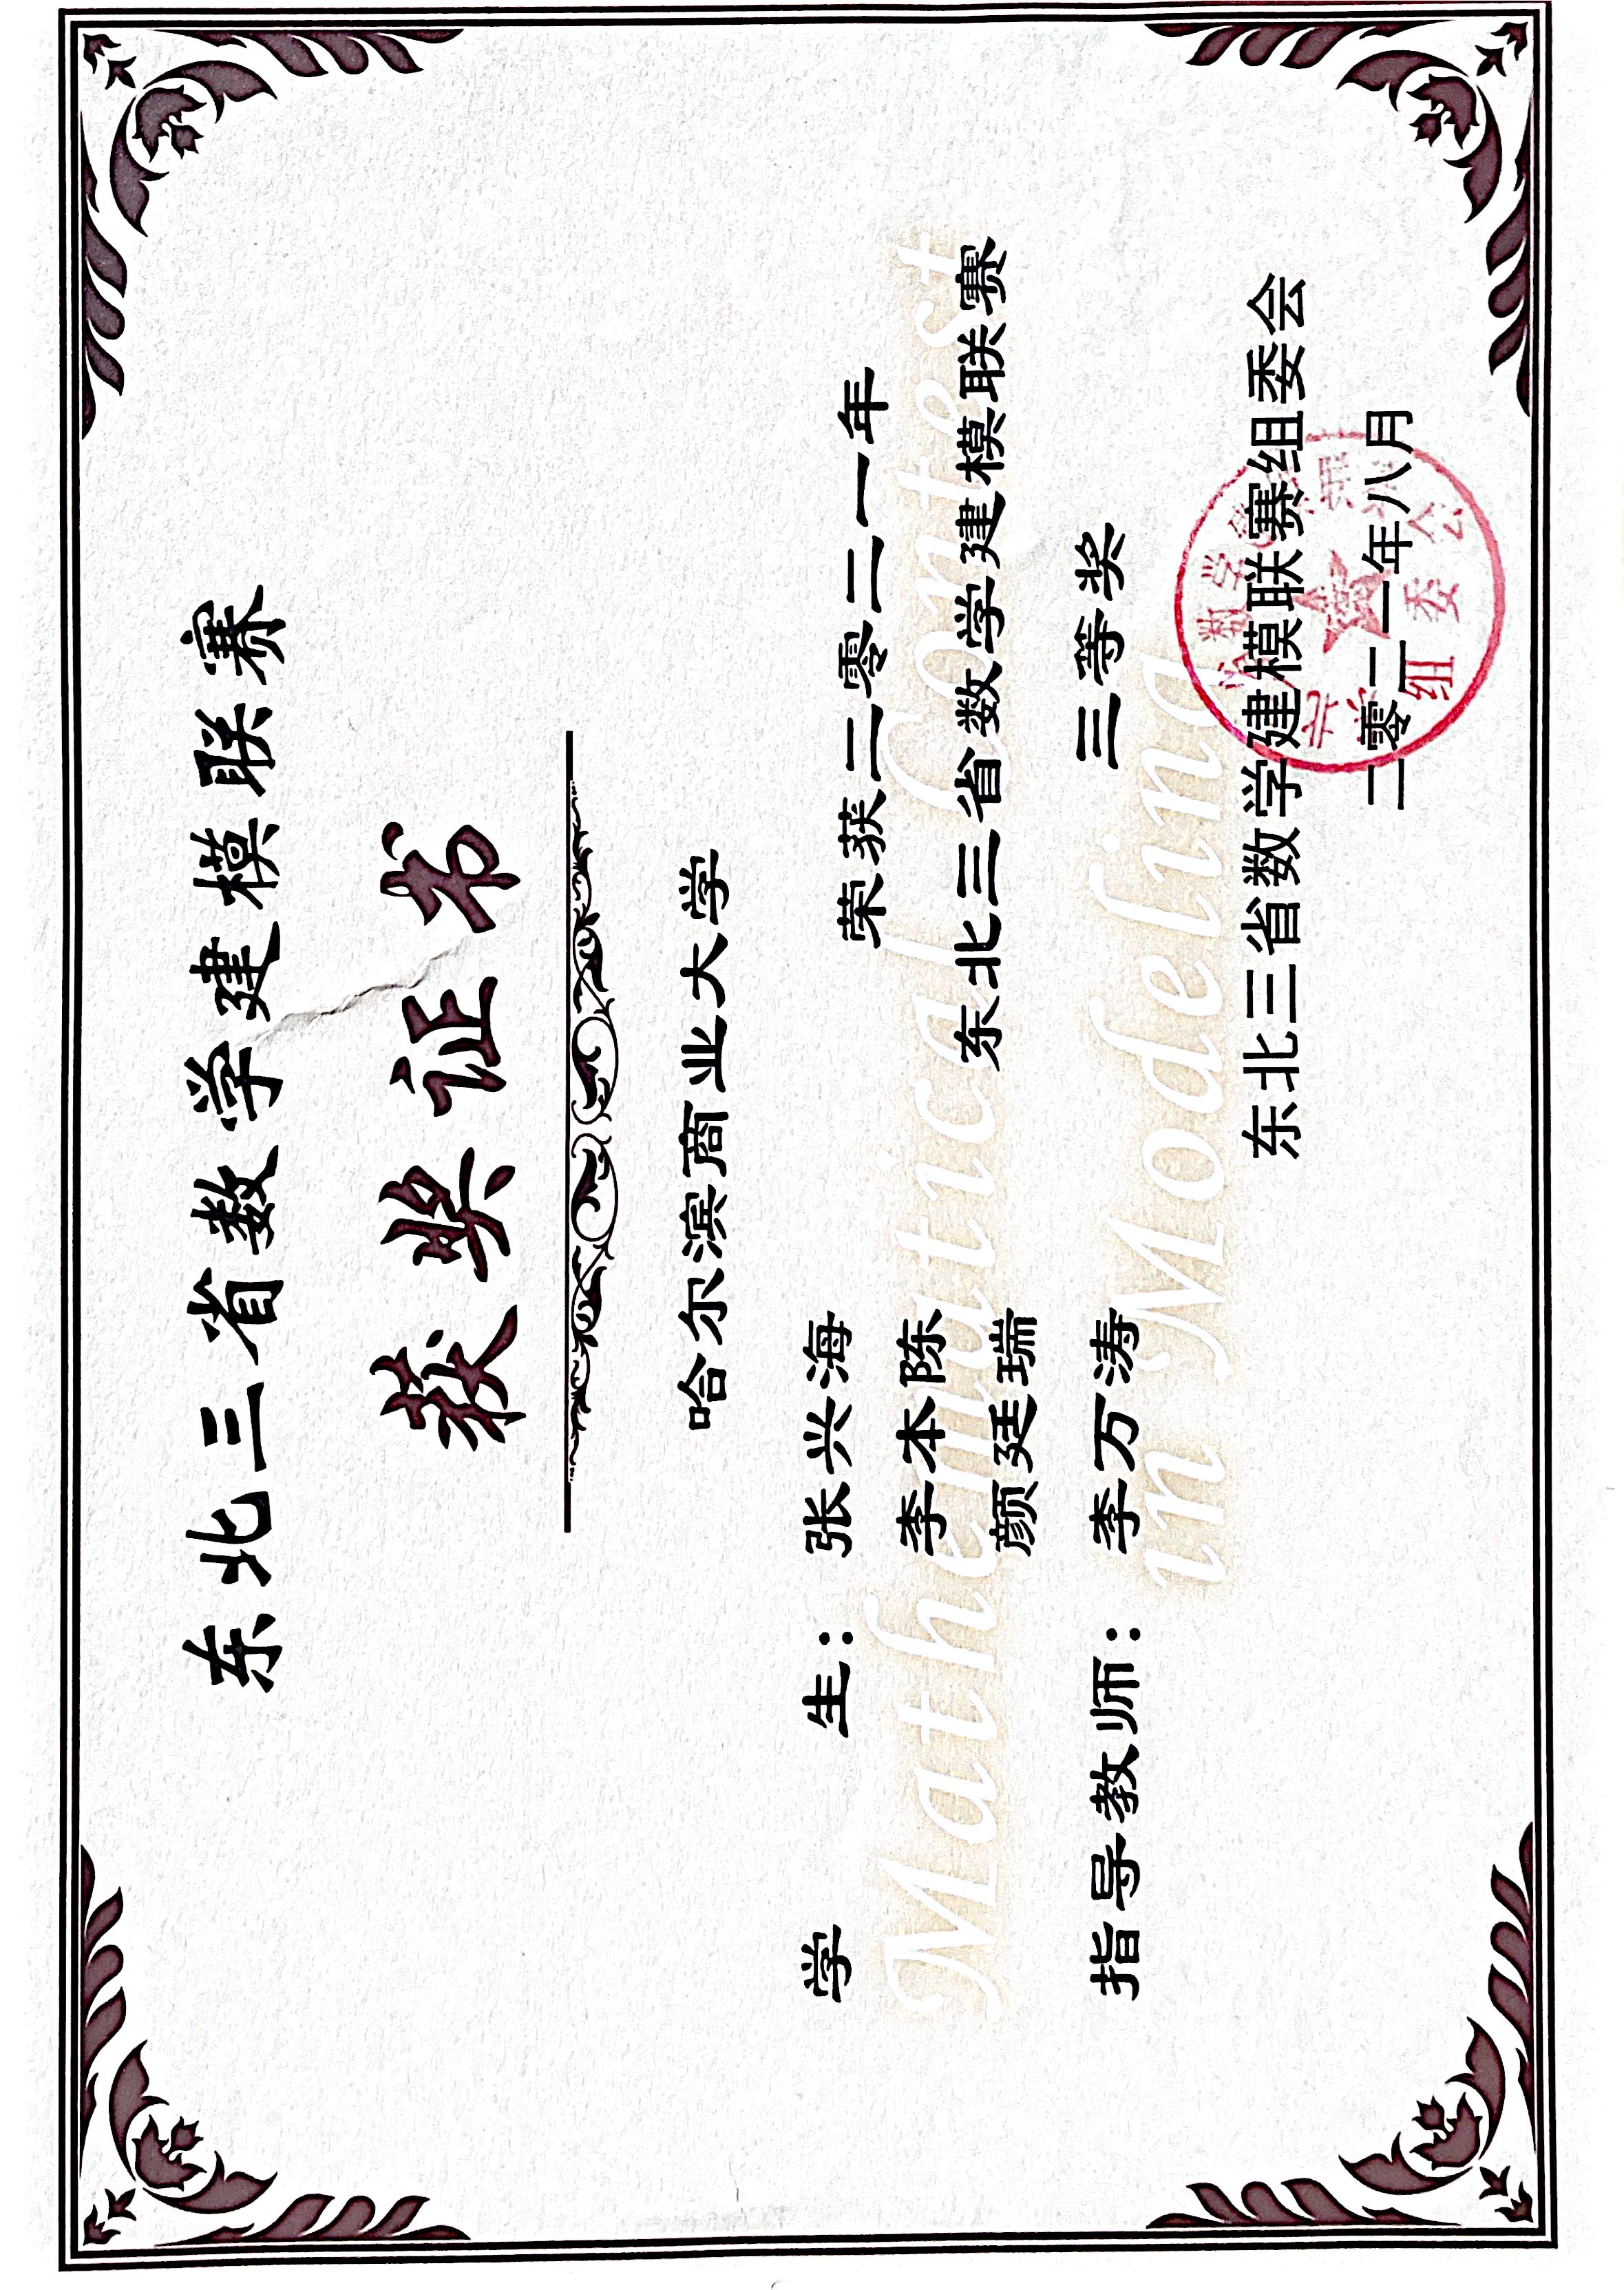 东北三省数学建模联赛
获奖证书
哈尔滨商业大学
学 生: 张兴海
李本陈
颜廷瑞
指导教师: 李万涛
荣获二零二一年
东北三省数学建模联赛
三等奖
Mathematical Contest
in Modeling
东北三省数学建模联赛组委会
二零二一年八月
组委会